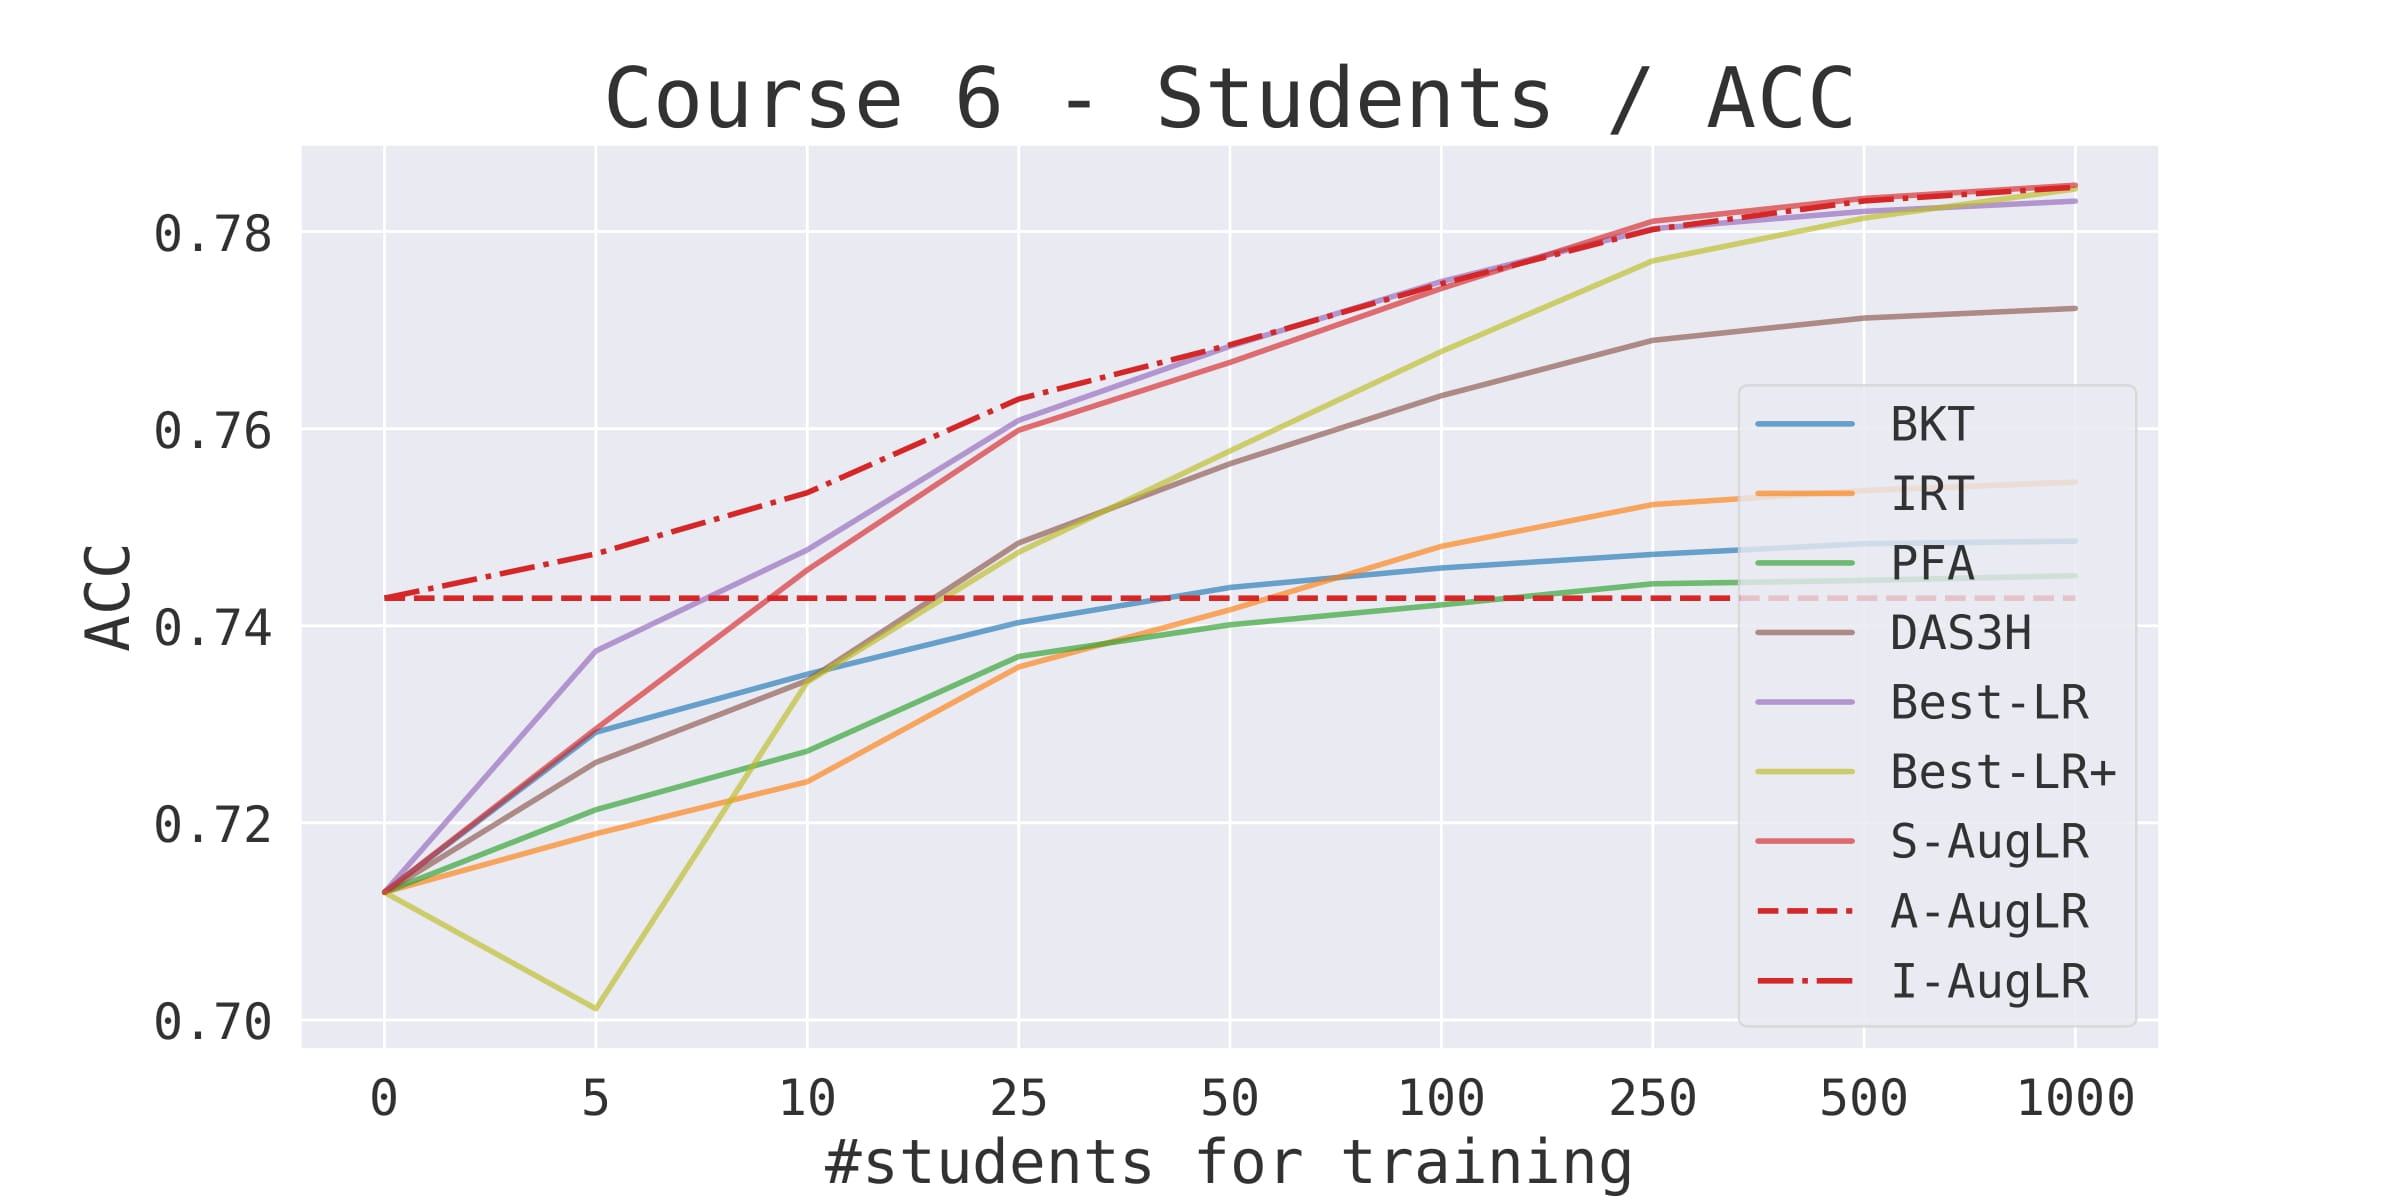 Course 6 - Students / ACC
ACC
0.78
0.76
0.74
0.72
0.70
BKT
IRT
PFA
DAS3H
Best-LR
Best-LR+
S-AugLR
A-AugLR
I-AugLR
0 5 10 25 50 100 250 500 1000
#students for training